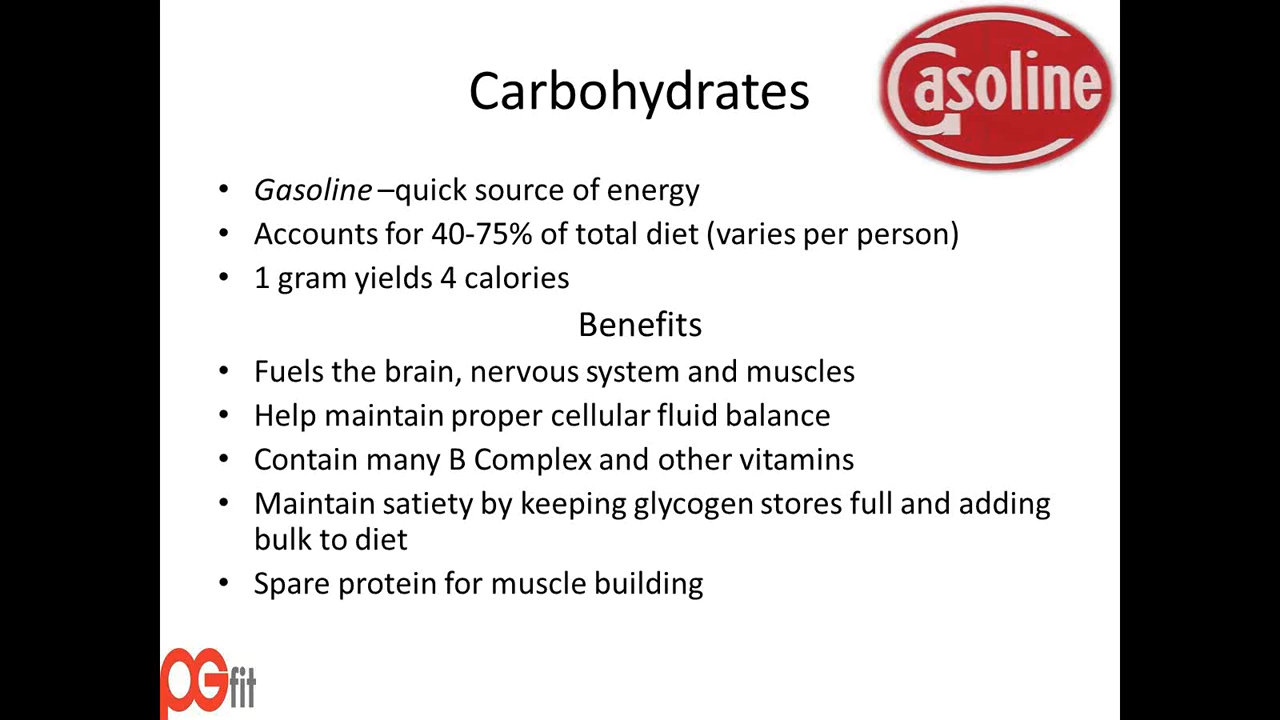 Gasoline
Carbohydrates
• Gasoline –quick source of energy
• Accounts for 40-75% of total diet (varies per person)
• 1 gram yields 4 calories
Benefits
• Fuels the brain, nervous system and muscles
• Help maintain proper cellular fluid balance
• Contain many B Complex and other vitamins
• Maintain satiety by keeping glycogen stores full and adding
bulk to diet
• Spare protein for muscle building
PGfit